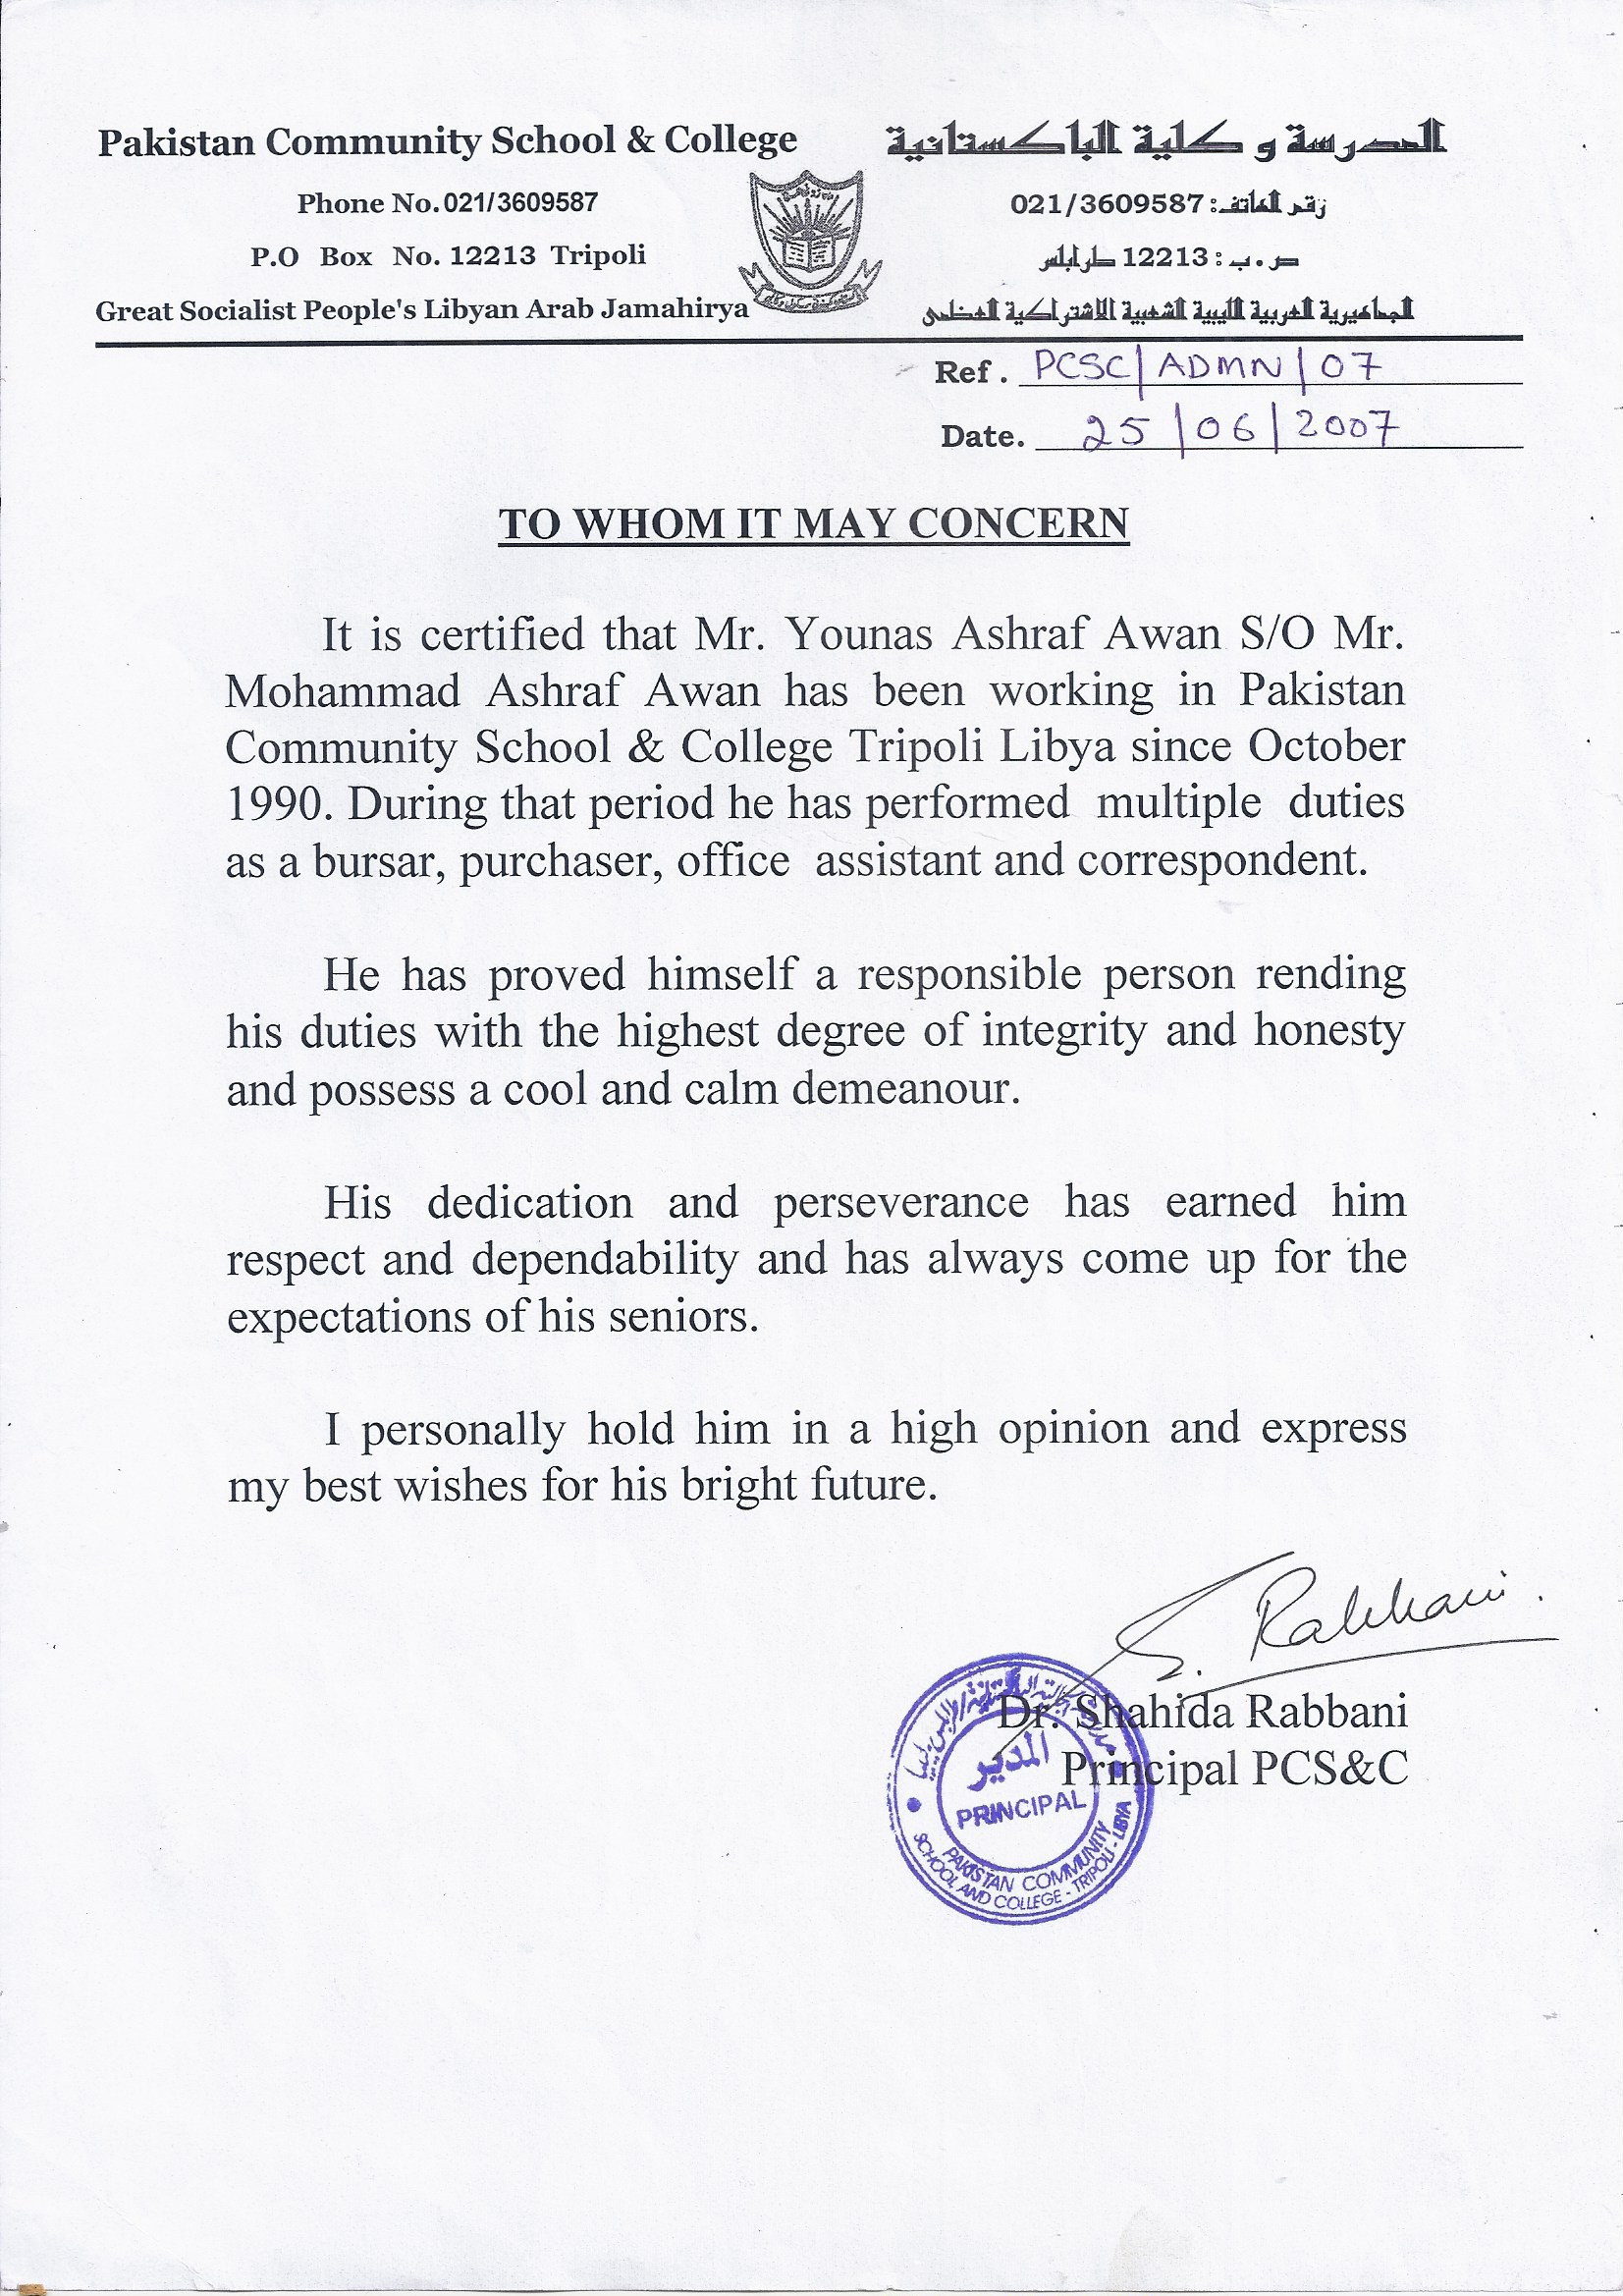 Pakistan Community School & College
المدرسة و كلية الباكستانية
Phone No. 021/3609587
رقم الهاتف: 021/3609587
P.O Box No. 12213 Tripoli
ص.ب: 12213 طرابلس
Great Socialist People's Libyan Arab Jamahirya
الجماهيرية العربية الليبية الشعبية الاشتراكية العظمى
Ref. PCSC/ADMN/07
Date. 25/06/2007
TO WHOM IT MAY CONCERN
It is certified that Mr. Younas Ashraf Awan S/O Mr.
Mohammad Ashraf Awan has been working in Pakistan
Community School & College Tripoli Libya since October
1990. During that period he has performed multiple duties
as a bursar, purchaser, office assistant and correspondent.
He has proved himself a responsible person rending
his duties with the highest degree of integrity and honesty
and possess a cool and calm demeanour.
His dedication and perseverance has earned him
respect and dependability and has always come up for the
expectations of his seniors.
I personally hold him in a high opinion and express
my best wishes for his bright future.
S. Rabbani.
Dr. Shahida Rabbani
Principal PCS&C
المدير
PRINCIPAL
PAKISTAN COMMUNITY
SCHOOL AND COLLEGE - TRIPOLI - LIBYA